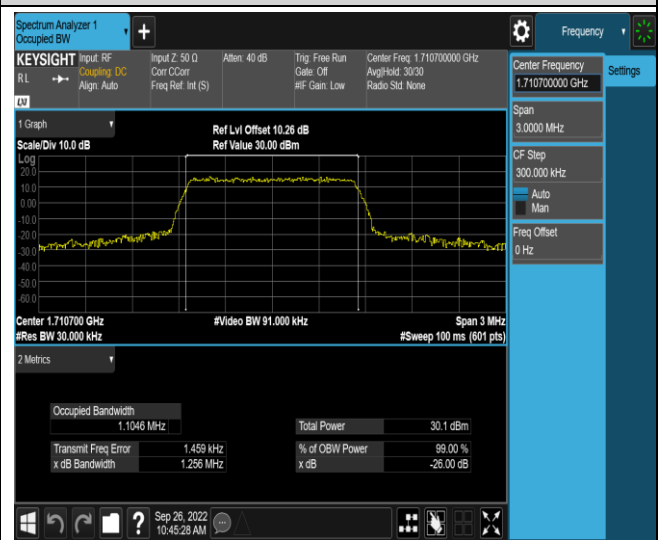 Spectrum Analyzer 1
Occupied BW
+
Frequency
KEYSIGHT
RL
LXI
Input: RF
Coupling: DC
Align: Auto
Input Z: 50 Ω
Corr CCorr
Freq Ref: Int (S)
Atten: 40 dB
Trig: Free Run
Gate: Off
#IF Gain: Low
Center Freq: 1.710700000 GHz
Avg|Hold: 30/30
Radio Std: None
Center Frequency
1.710700000 GHz
Settings
Span
3.0000 MHz
CF Step
300.000 kHz
Auto
Man
Freq Offset
0 Hz
1 Graph
Scale/Div 10.0 dB
Ref Lvl Offset 10.26 dB
Ref Value 30.00 dBm
Log
20.0
10.0
0.00
-10.0
-20.0
-30.0
-40.0
-50.0
-60.0
Center 1.710700 GHz
#Video BW 91.000 kHz
Span 3 MHz
#Res BW 30.000 kHz
#Sweep 100 ms (601 pts)
2 Metrics
Occupied Bandwidth
1.1046 MHz
Total Power 30.1 dBm
Transmit Freq Error 1.459 kHz
% of OBW Power 99.00 %
x dB Bandwidth 1.256 MHz
x dB -26.00 dB
?
Sep 26, 2022
10:45:28 AM